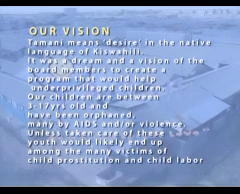 OUR VISION
Tamani means 'desire' in the native
language of Kiswahili.
It was a dream and a vision of the
board members to create a
program that would help
underprivileged children.
Our children are between
3-17yrs old and
have been orphaned,
many by AIDS and/or violence.
Unless taken care of these
youth would likely end up
among the many victims of
child prostitution and child labor